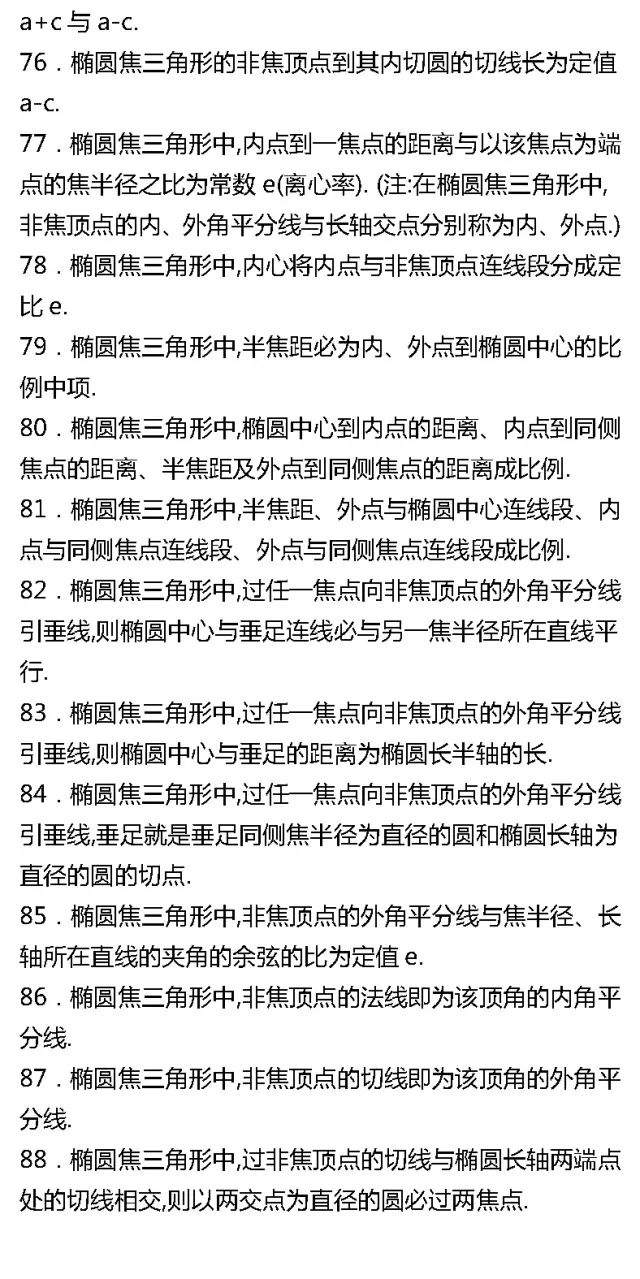 a+c 与 a-c.
76．椭圆焦三角形的非焦顶点到其内切圆的切线长为定值
a-c.
77．椭圆焦三角形中,内点到一焦点的距离与以该焦点为端
点的焦半径之比为常数 e(离心率). (注:在椭圆焦三角形中,
非焦顶点的内、外角平分线与长轴交点分别称为内、外点.)
78．椭圆焦三角形中,内心将内点与非焦顶点连线段分成定
比 e.
79．椭圆焦三角形中,半焦距必为内、外点到椭圆中心的比
例中项.
80．椭圆焦三角形中,椭圆中心到内点的距离、内点到同侧
焦点的距离、半焦距及外点到同侧焦点的距离成比例.
81．椭圆焦三角形中,半焦距、外点与椭圆中心连线段、内
点与同侧焦点连线段、外点与同侧焦点连线段成比例.
82．椭圆焦三角形中,过任一焦点向非焦顶点的外角平分线
引垂线,则椭圆中心与垂足连线必与另一焦半径所在直线平
行.
83．椭圆焦三角形中,过任一焦点向非焦顶点的外角平分线
引垂线,则椭圆中心与垂足的距离为椭圆长半轴的长.
84．椭圆焦三角形中,过任一焦点向非焦顶点的外角平分线
引垂线,垂足就是垂足同侧焦半径为直径的圆和椭圆长轴为
直径的圆的切点.
85．椭圆焦三角形中,非焦顶点的外角平分线与焦半径、长
轴所在直线的夹角的余弦的比为定值 e.
86．椭圆焦三角形中,非焦顶点的法线即为该顶角的内角平
分线.
87．椭圆焦三角形中,非焦顶点的切线即为该顶角的外角平
分线.
88．椭圆焦三角形中,过非焦顶点的切线与椭圆长轴两端点
处的切线相交,则以两交点为直径的圆必过两焦点.